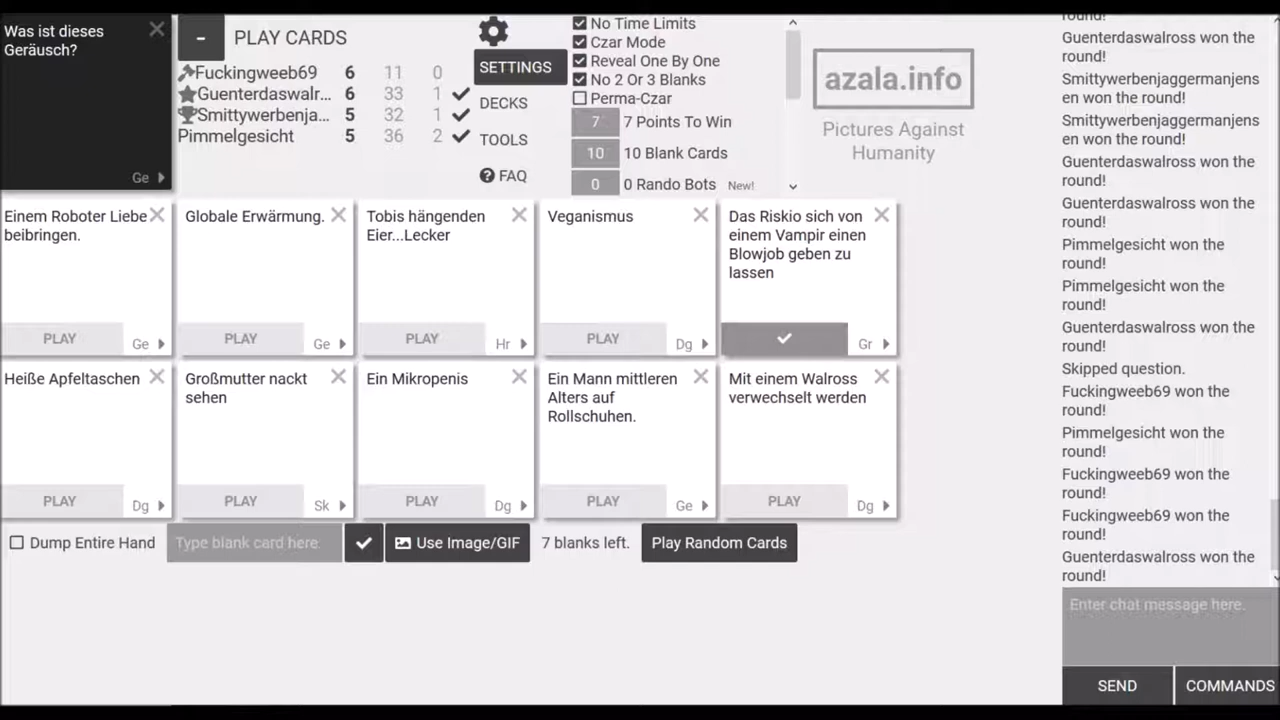 Was ist dieses
Geräusch?
Ge
-
PLAY CARDS
Fuckingweeb69 6 11 0
Guenterdaswalr... 6 33 1
Smittywerbenja... 5 32 1
Pimmelgesicht 5 36 2
SETTINGS
DECKS
TOOLS
FAQ
No Time Limits
Czar Mode
Reveal One By One
No 2 Or 3 Blanks
Perma-Czar
7 7 Points To Win
10 10 Blank Cards
0 0 Rando Bots New!
azala.info
Pictures Against
Humanity
Einem Roboter Liebe
beibringen.
PLAY
Ge
Globale Erwärmung.
PLAY
Ge
Tobis hängenden
Eier...Lecker
PLAY
Hr
Veganismus
PLAY
Dg
Das Riskio sich von
einem Vampir einen
Blowjob geben zu
lassen
Gr
Heiße Apfeltaschen
PLAY
Dg
Großmutter nackt
sehen
PLAY
Sk
Ein Mikropenis
PLAY
Dg
Ein Mann mittleren
Alters auf
Rollschuhen.
PLAY
Ge
Mit einem Walross
verwechselt werden
PLAY
Dg
Dump Entire Hand
Type blank card here.
Use Image/GIF
7 blanks left.
Play Random Cards
round!
Guenterdaswalross won the
round!
Smittywerbenjaggermanjens
en won the round!
Smittywerbenjaggermanjens
en won the round!
Guenterdaswalross won the
round!
Guenterdaswalross won the
round!
Pimmelgesicht won the
round!
Pimmelgesicht won the
round!
Guenterdaswalross won the
round!
Skipped question.
Fuckingweeb69 won the
round!
Pimmelgesicht won the
round!
Fuckingweeb69 won the
round!
Fuckingweeb69 won the
round!
Guenterdaswalross won the
round!
Enter chat message here.
SEND
COMMANDS